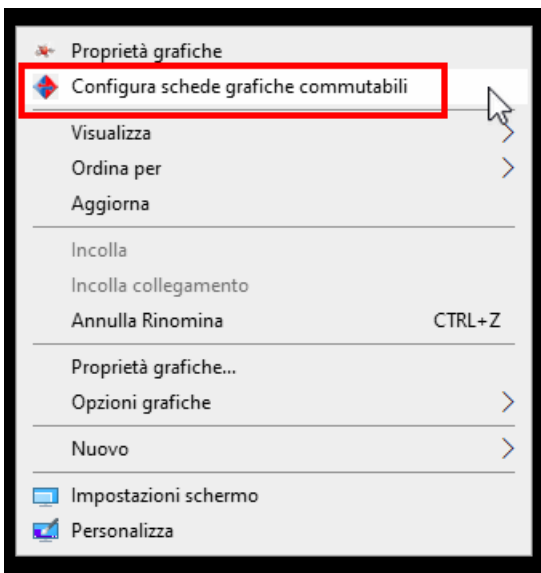 Proprietà grafiche
Configura schede grafiche commutabili
Visualizza
Ordina per
Aggiorna
Incolla
Incolla collegamento
Annulla Rinomina CTRL+Z
Proprietà grafiche...
Opzioni grafiche
Nuovo
Impostazioni schermo
Personalizza